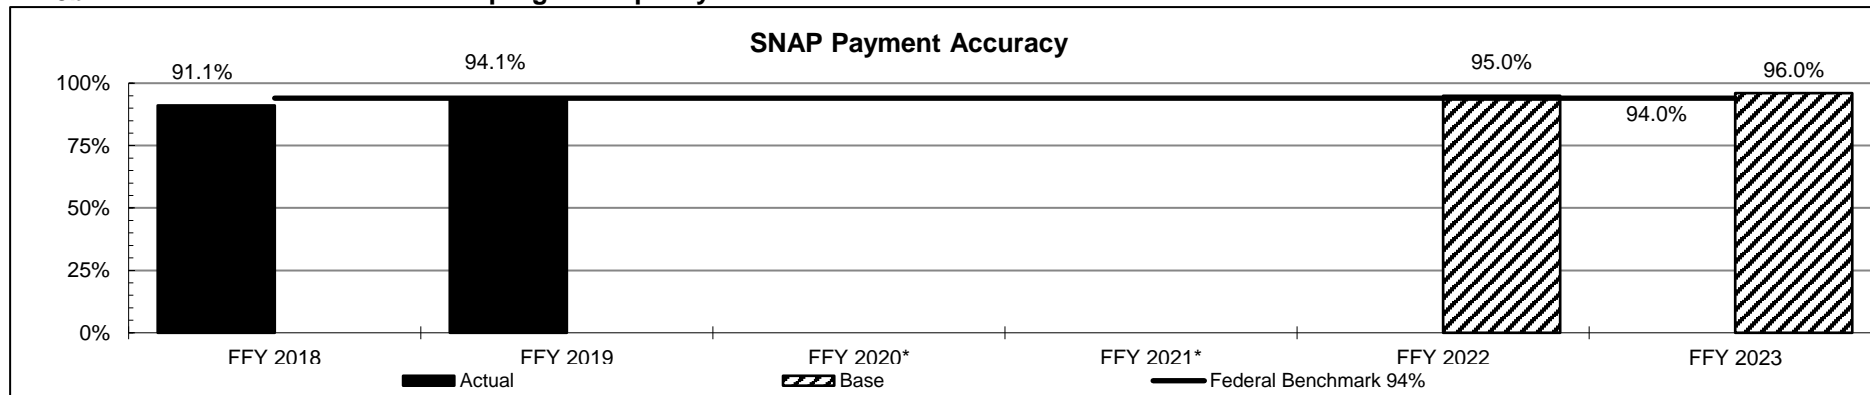 SNAP Payment Accuracy
91.1%
94.1%
95.0%
96.0%
100%
94.0%
75%
50%
25%
0%
FFY 2018
FFY 2019
FFY 2020*
FFY 2021*
FFY 2022
FFY 2023
Actual
Base
Federal Benchmark 94%